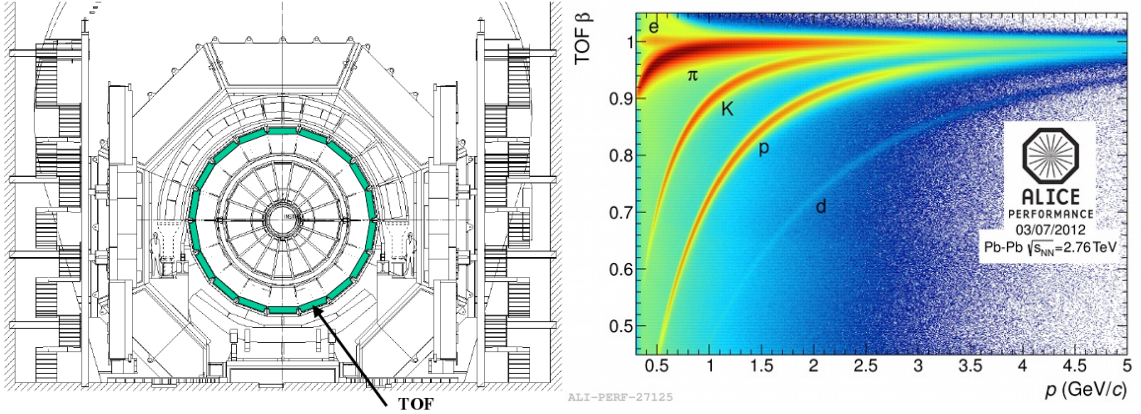 TOF
TOF β
1
0.9
0.8
0.7
0.6
0.5
e
π
K
p
d
ALICE
PERFORMANCE
03/07/2012
Pb-Pb √sNN=2.76TeV
0.5 1 1.5 2 2.5 3 3.5 4 4.5 5
p (GeV/c)
ALI-PERF-27125